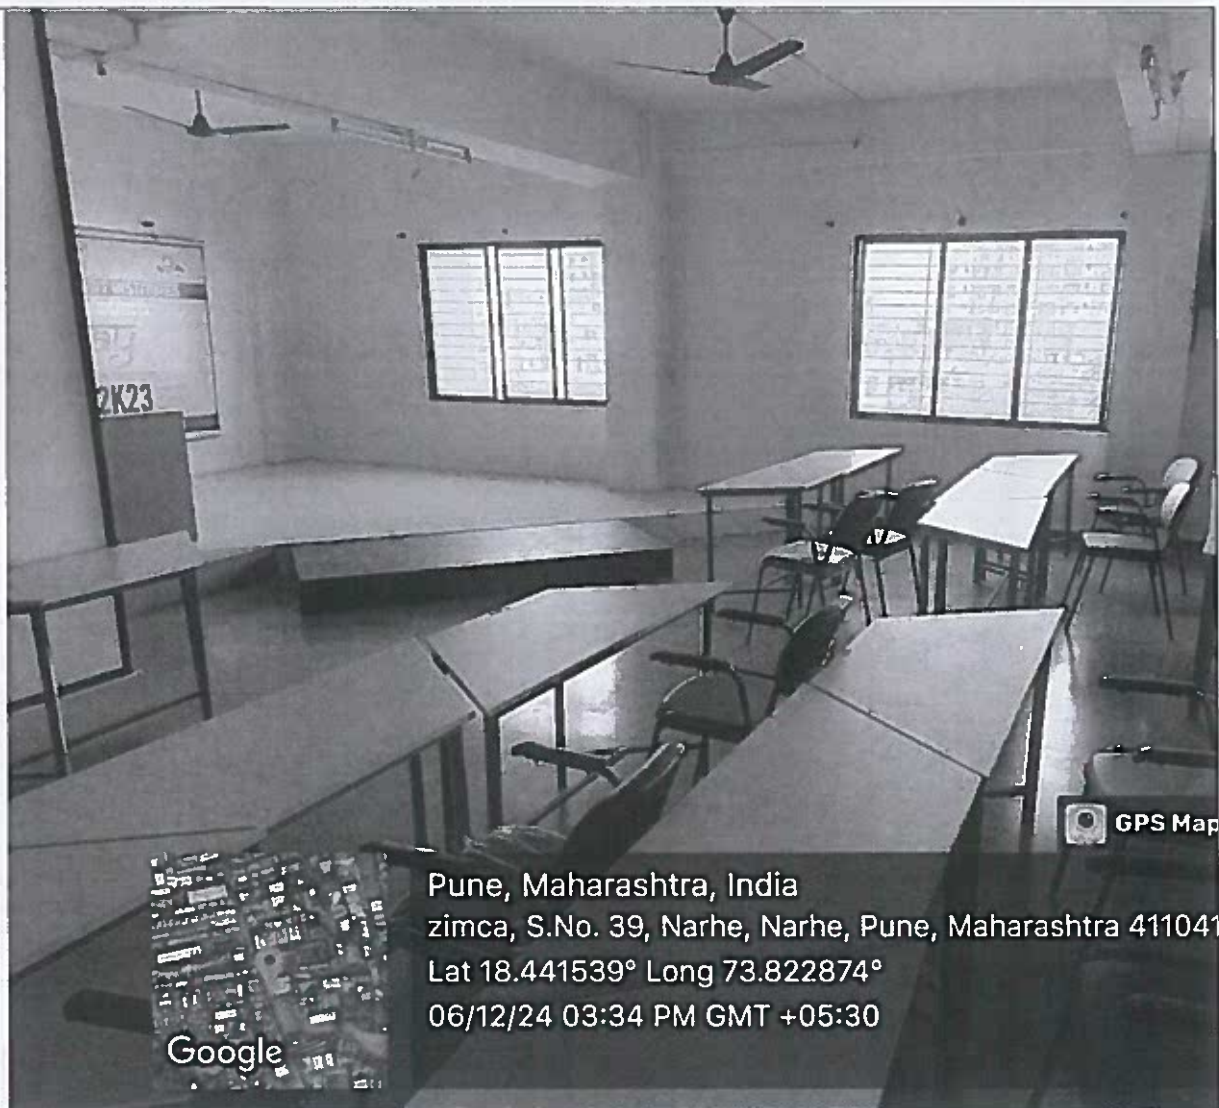 2K23
GPS Map
Pune, Maharashtra, India
zimca, S.No. 39, Narhe, Narhe, Pune, Maharashtra 411041
Lat 18.441539° Long 73.822874°
06/12/24 03:34 PM GMT +05:30
Google